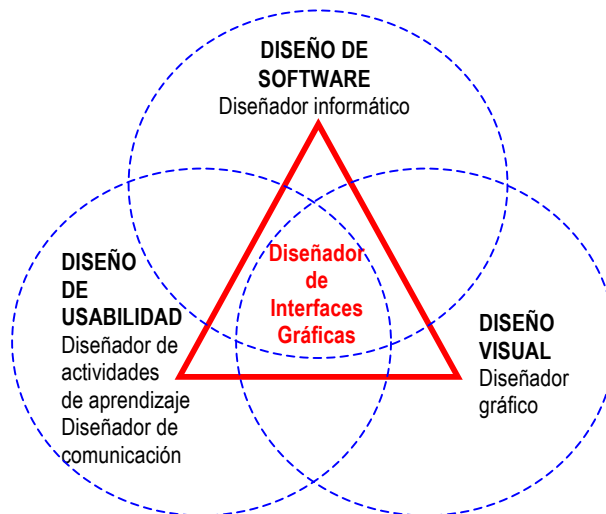 DISEÑO DE
SOFTWARE
Diseñador informático
Diseñador
de
Interfaces
Gráficas
DISEÑO
DE
USABILIDAD
Diseñador de
actividades
de aprendizaje
Diseñador de
comunicación
DISEÑO
VISUAL
Diseñador
gráfico